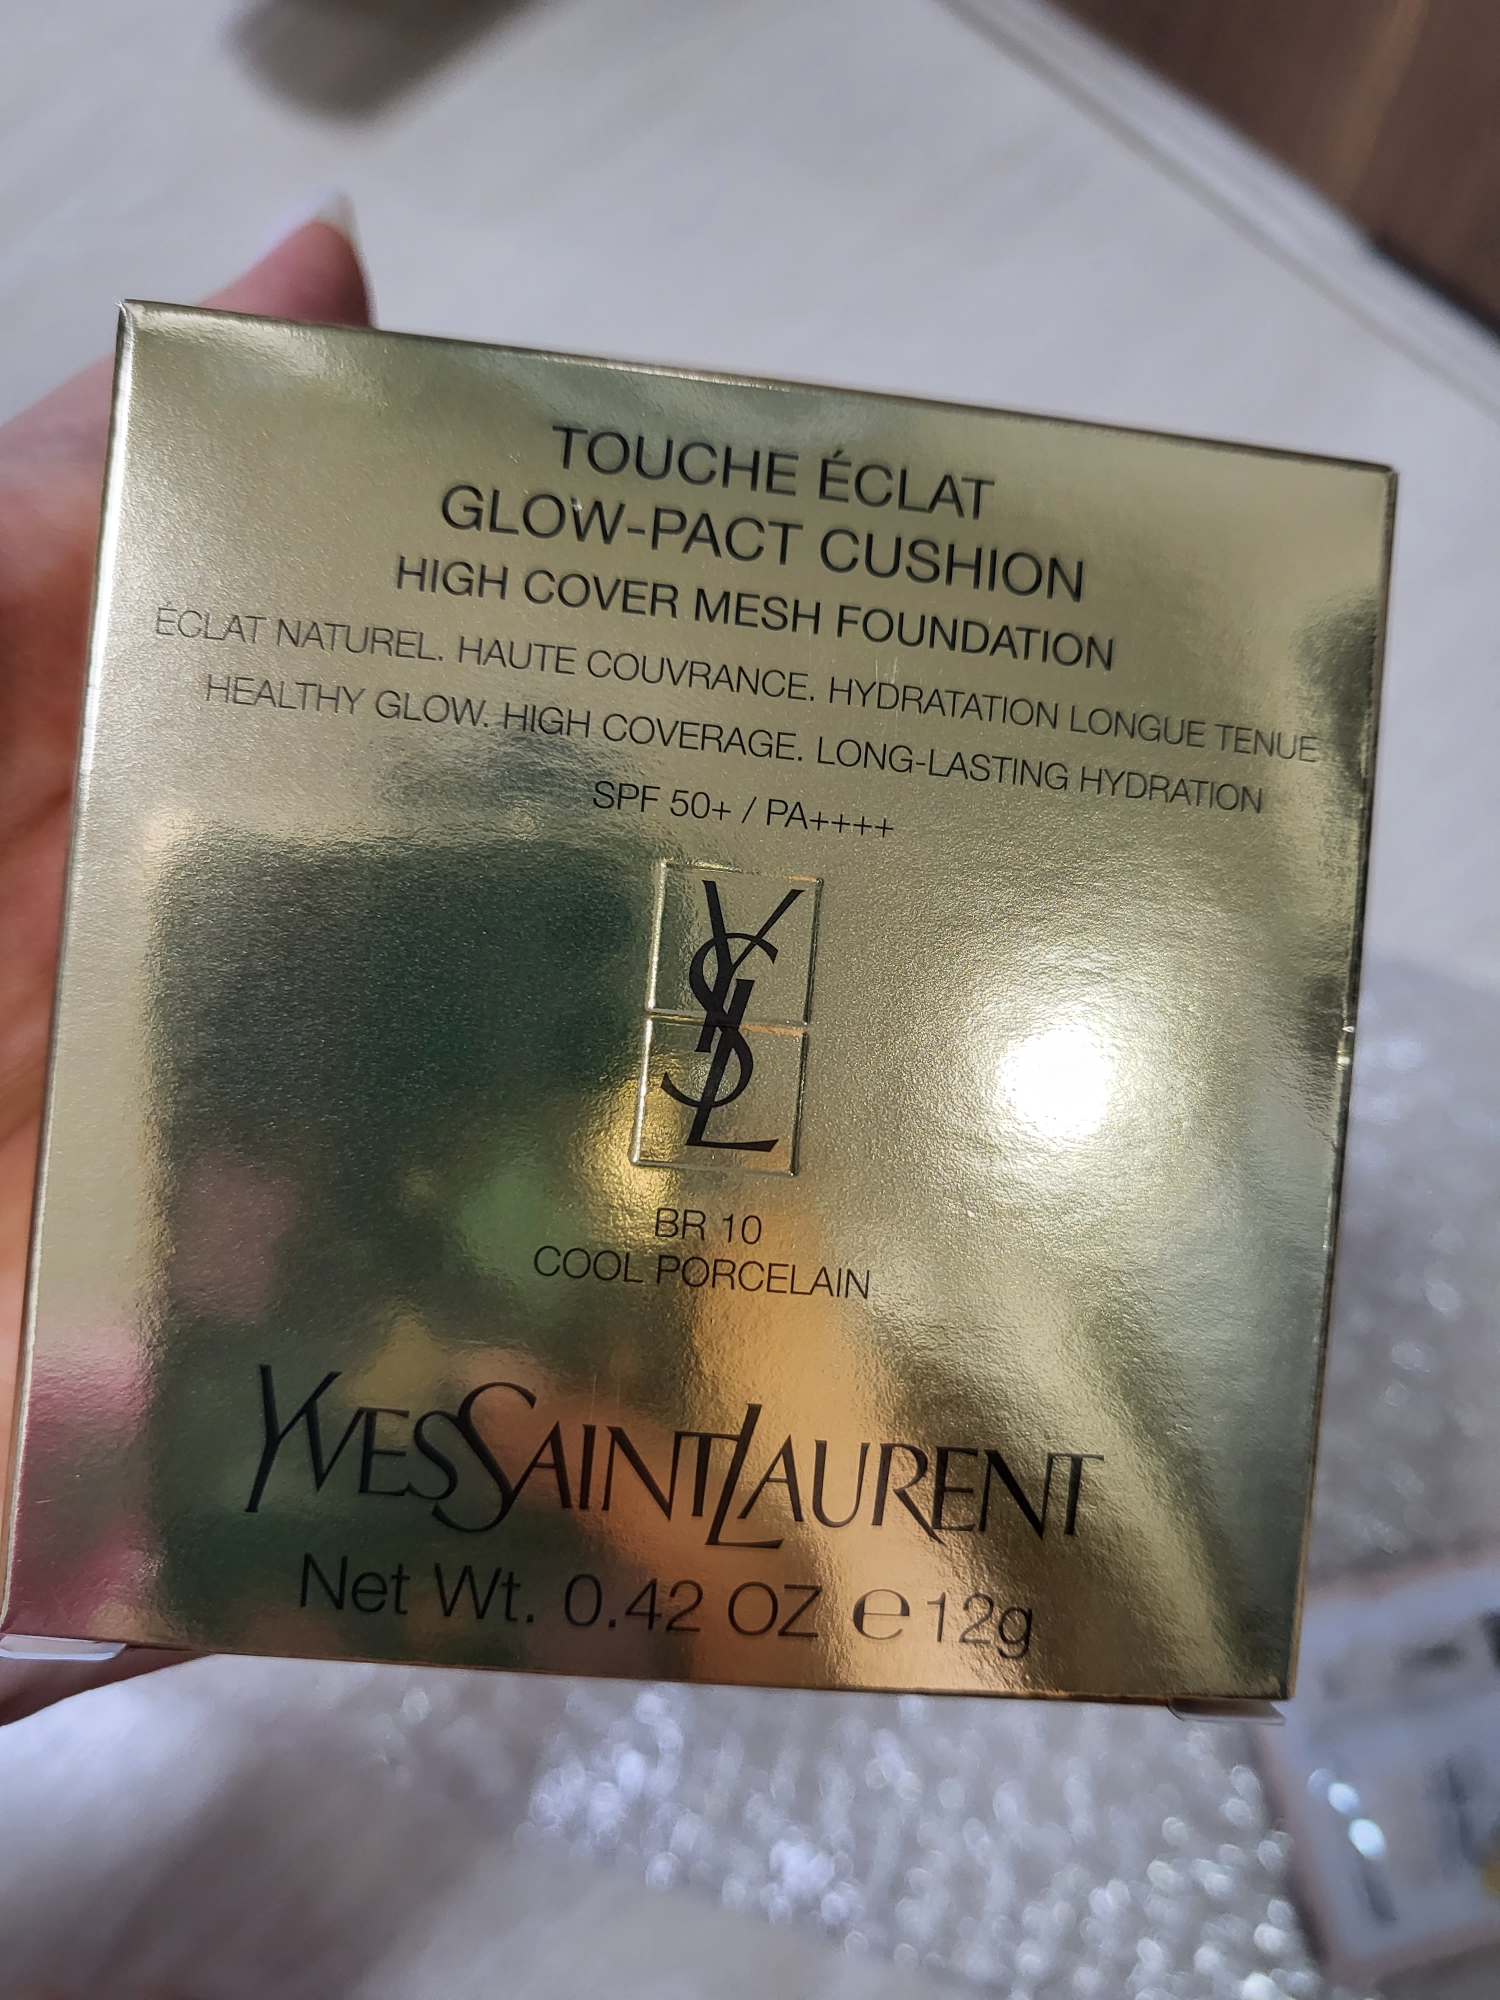 TOUCHE ÉCLAT
GLOW-PACT CUSHION
HIGH COVER MESH FOUNDATION
ÉCLAT NATUREL. HAUTE COUVRANCE. HYDRATATION LONGUE TENUE
HEALTHY GLOW. HIGH COVERAGE. LONG-LASTING HYDRATION
SPF 50+ / PA++++
YSL
BR 10
COOL PORCELAIN
YVESSAINTLAURENT
Net Wt. 0.42 OZ ℮12g